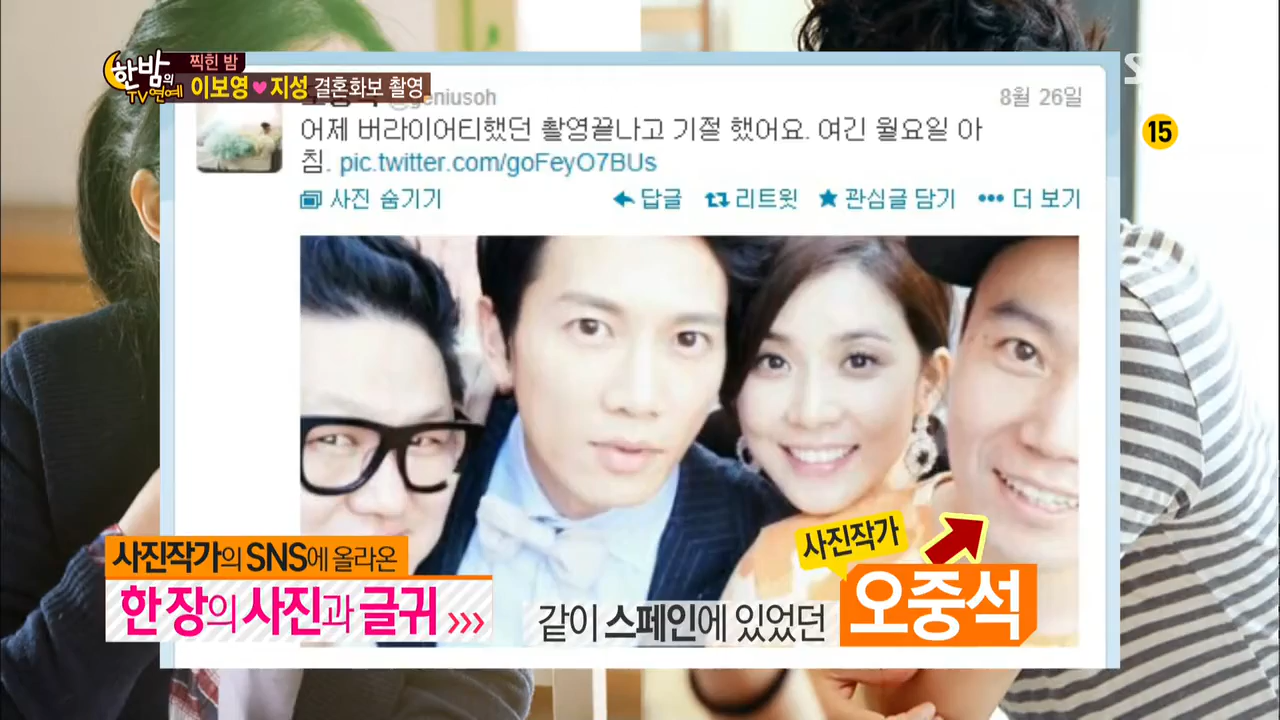 한밤의
TV연예
찍힌 밤
이보영♥지성 결혼화보 촬영
@geniusoh
8월 26일
어제 버라이어티했던 촬영끝나고 기절 했어요. 여긴 월요일 아
침. pic.twitter.com/goFeyO7BUs
사진 숨기기
답글
리트윗
관심글 담기
더 보기
15
사진작가의 SNS에 올라온
한 장의 사진과 글귀 >>>
사진작가
같이 스페인에 있었던
오중석